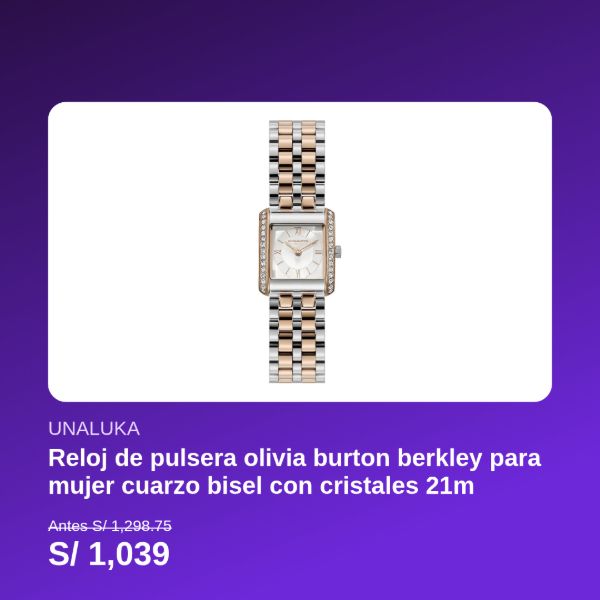 UNALUKA
Reloj de pulsera olivia burton berkley para
mujer cuarzo bisel con cristales 21m
Antes S/ 1,298.75
S/ 1,039